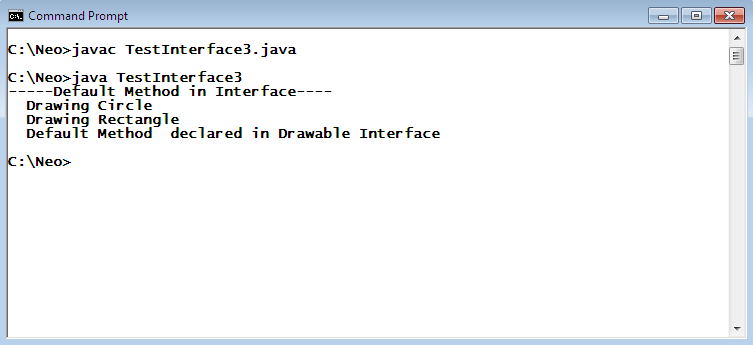 Command Prompt
C:\Neo>javac TestInterface3.java
C:\Neo>java TestInterface3
-----Default Method in Interface----
  Drawing Circle
  Drawing Rectangle
  Default Method  declared in Drawable Interface
C:\Neo>